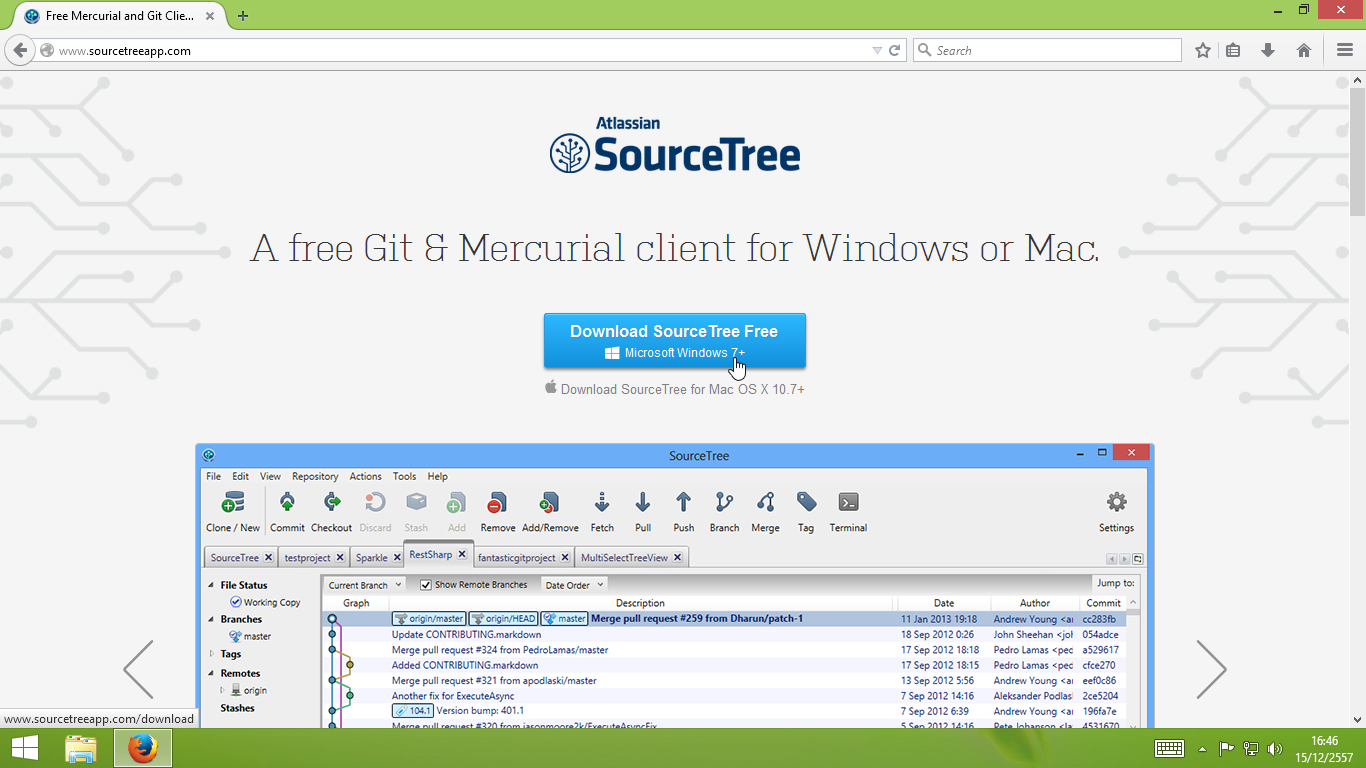 Free Mercurial and Git Clie...
www.sourcetreeapp.com
Search
Atlassian
SourceTree
A free Git & Mercurial client for Windows or Mac.
Download SourceTree Free
Microsoft Windows 7+
Download SourceTree for Mac OS X 10.7+
SourceTree
File Edit View Repository Actions Tools Help
Clone / New Commit Checkout Discard Stash Add Remove Add/Remove Fetch Pull Push Branch Merge Tag Terminal Settings
SourceTree testproject Sparkle RestSharp fantasticgitproject MultiSelectTreeView
File Status
Working Copy
Branches
master
Tags
Remotes
origin
Stashes
Current Branch Show Remote Branches Date Order Jump to:
Graph Description Date Author Commit
origin/master origin/HEAD master Merge pull request #259 from Dharun/patch-1 11 Jan 2013 19:18 Andrew Young <ar cc283fb
Update CONTRIBUTING.markdown 18 Sep 2012 0:26 John Sheehan <joh 054adce
Merge pull request #324 from PedroLamas/master 17 Sep 2012 18:18 Pedro Lamas <ped a529617
Added CONTRIBUTING.markdown 17 Sep 2012 18:15 Pedro Lamas <ped cfce270
Merge pull request #321 from apodlaski/master 13 Sep 2012 5:56 Andrew Young <ar eef0c86
Another fix for ExecuteAsync 7 Sep 2012 14:16 Aleksander Podlas 2ce5204
104.1 Version bump: 401.1 7 Sep 2012 6:39 Andrew Young <ar 196fa7e
Merge pull request #320 from jasonmore2k/ExecuteAsyncFix 5 Sep 2012 14:16 Pete Johanson <l 4531670
www.sourcetreeapp.com/download
16:46
15/12/2557